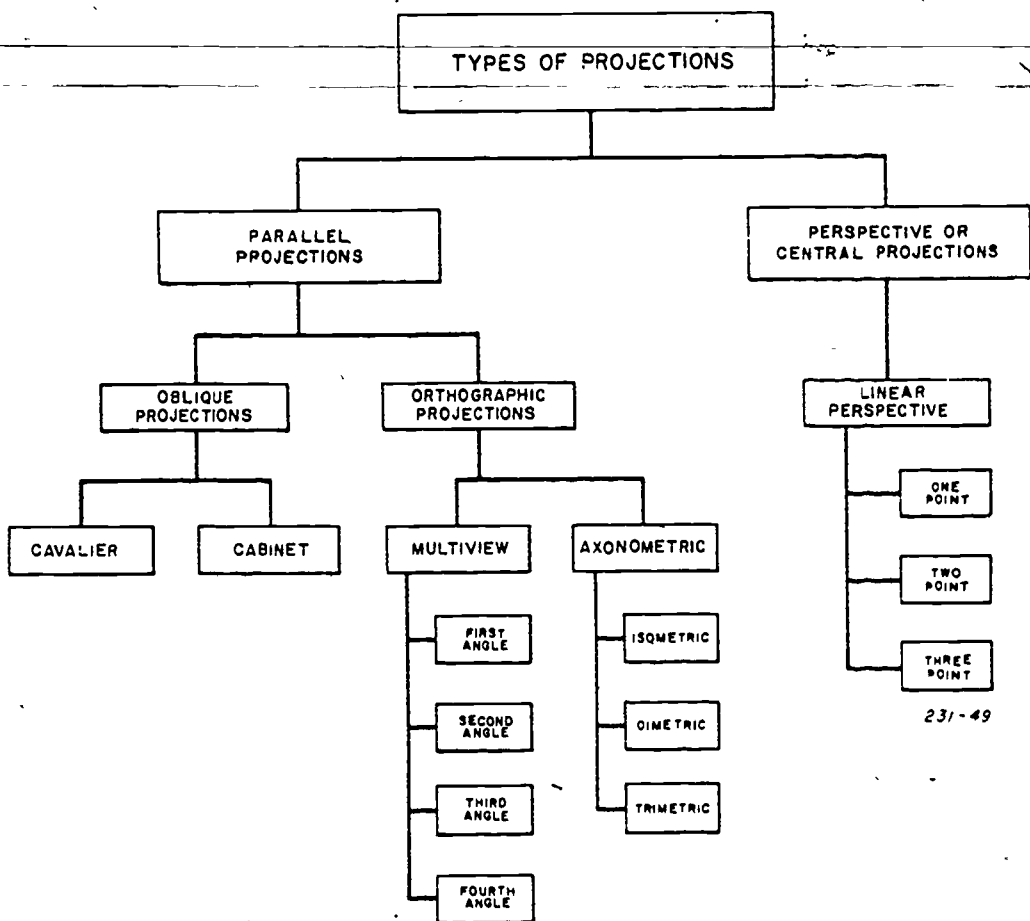 TYPES OF PROJECTIONS
PARALLEL
PROJECTIONS
PERSPECTIVE OR
CENTRAL PROJECTIONS
OBLIQUE
PROJECTIONS
ORTHOGRAPHIC
PROJECTIONS
LINEAR
PERSPECTIVE
CAVALIER
CABINET
MULTIVIEW
AXONOMETRIC
ONE
POINT
TWO
POINT
THREE
POINT
FIRST
ANGLE
SECOND
ANGLE
THIRD
ANGLE
FOURTH
ANGLE
ISOMETRIC
DIMETRIC
TRIMETRIC
231-49